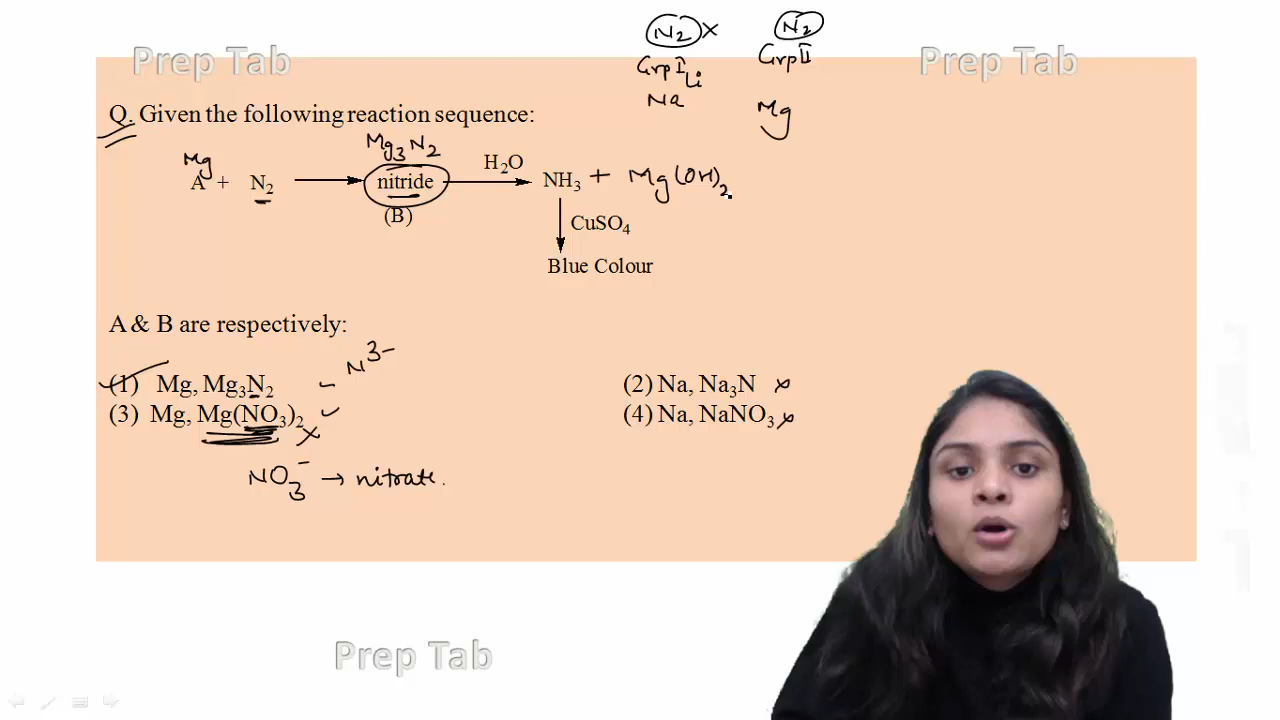 N2 × N2
Prep Tab Prep Tab
Grp I Grp II
Li
Na Mg
Q. Given the following reaction sequence:
Mg Mg3N2
A + N2 → nitride H2O → NH3 + Mg(OH)2
(B)
CuSO4
Blue Colour
A & B are respectively:
N3-
(1) Mg, Mg3N2 (2) Na, Na3N ×
(3) Mg, Mg(NO3)2 × (4) Na, NaNO3 ×
NO3- → nitrate.
Prep Tab